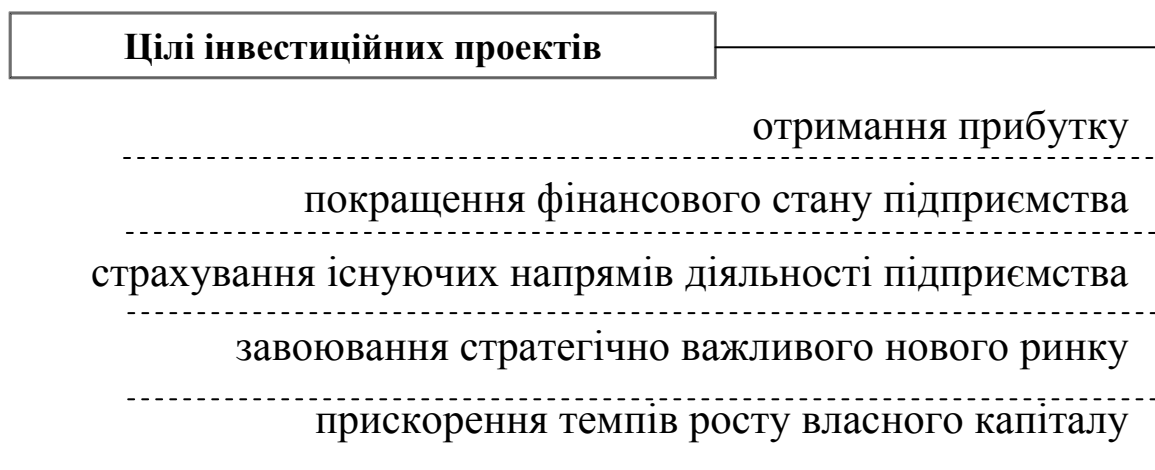 Цілі інвестиційних проектів
отримання прибутку
покращення фінансового стану підприємства
страхування існуючих напрямів діяльності підприємства
завоювання стратегічно важливого нового ринку
прискорення темпів росту власного капіталу